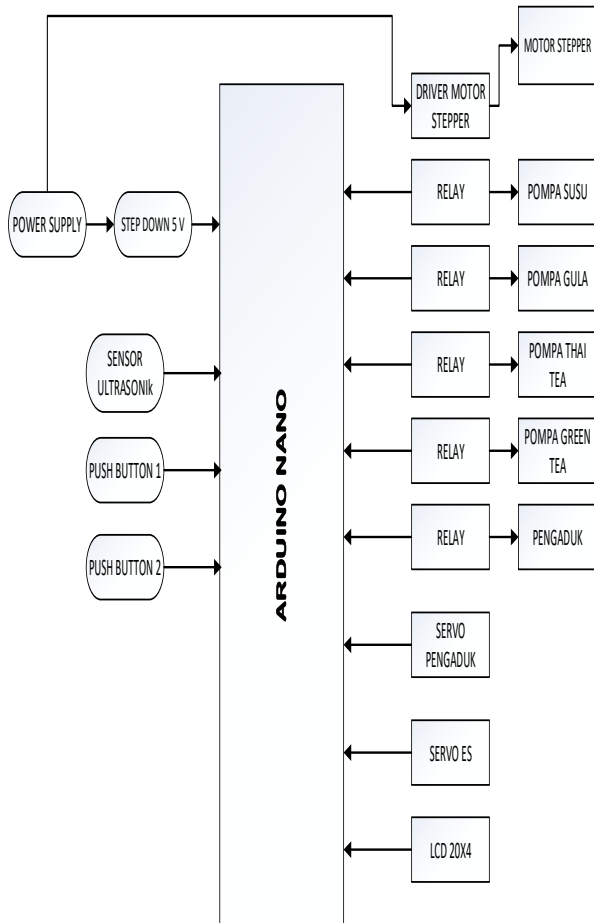 MOTOR STEPPER
DRIVER MOTOR
STEPPER
POWER SUPPLY
STEP DOWN 5 V
RELAY
POMPA SUSU
RELAY
POMPA GULA
SENSOR
ULTRASONIk
RELAY
POMPA THAI
TEA
ARDUINO NANO
PUSH BUTTON 1
RELAY
POMPA GREEN
TEA
PUSH BUTTON 2
RELAY
PENGADUK
SERVO
PENGADUK
SERVO ES
LCD 20X4